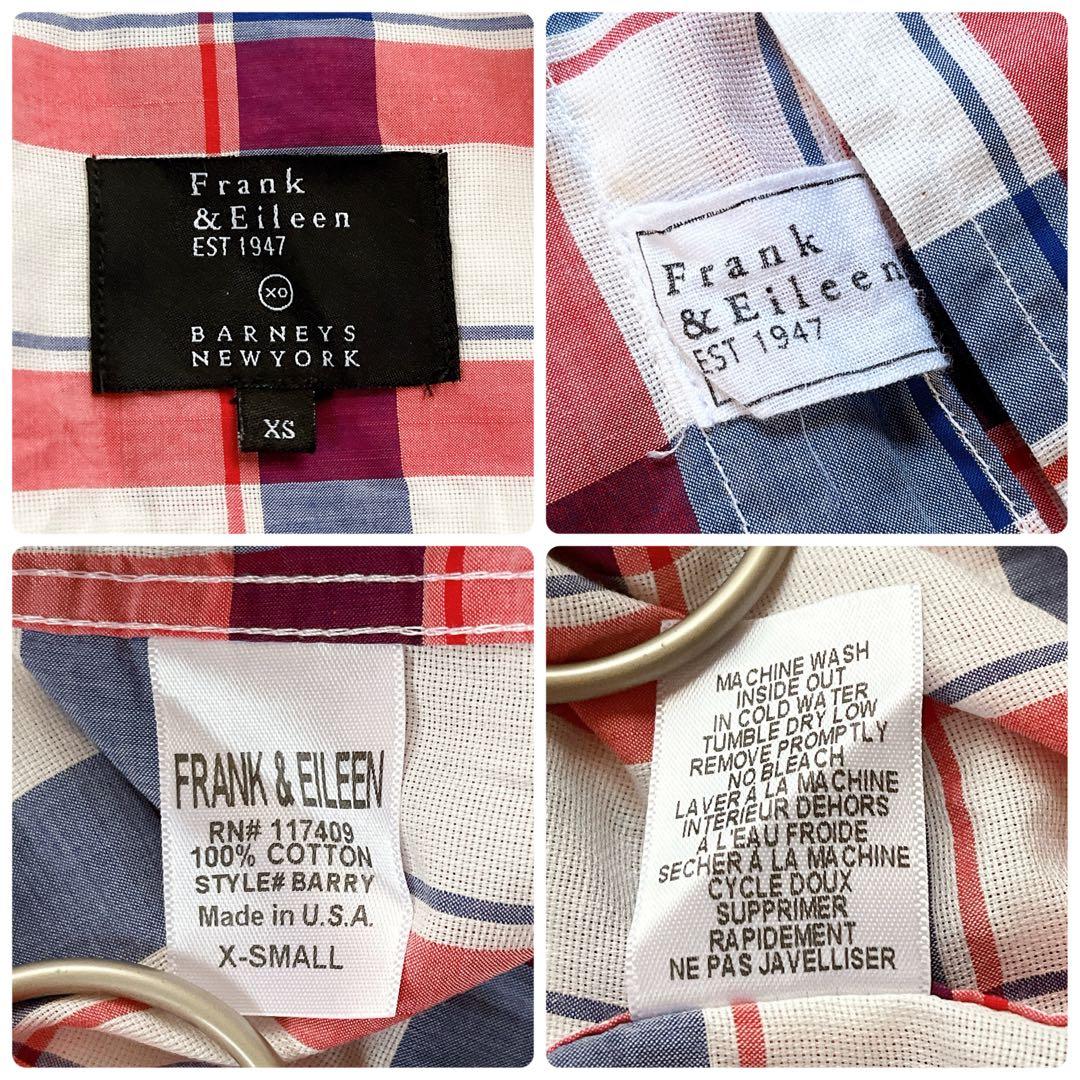 Frank
& Eileen
EST 1947
XO
BARNEYS
NEWYORK
XS
Frank
& Eileen
EST 1947
FRANK & EILEEN
RN# 117409
100% COTTON
STYLE# BARRY
Made in U.S.A.
X-SMALL
MACHINE WASH
INSIDE OUT
IN COLD WATER
TUMBLE DRY LOW
REMOVE PROMPTLY
NO BLEACH
LAVER À LA MACHINE
INTERIEUR DEHORS
A L'EAU FROIDE
SECHER À LA MACHINE
CYCLE DOUX
SUPPRIMER
RAPIDEMENT
NE PAS JAVELLISER